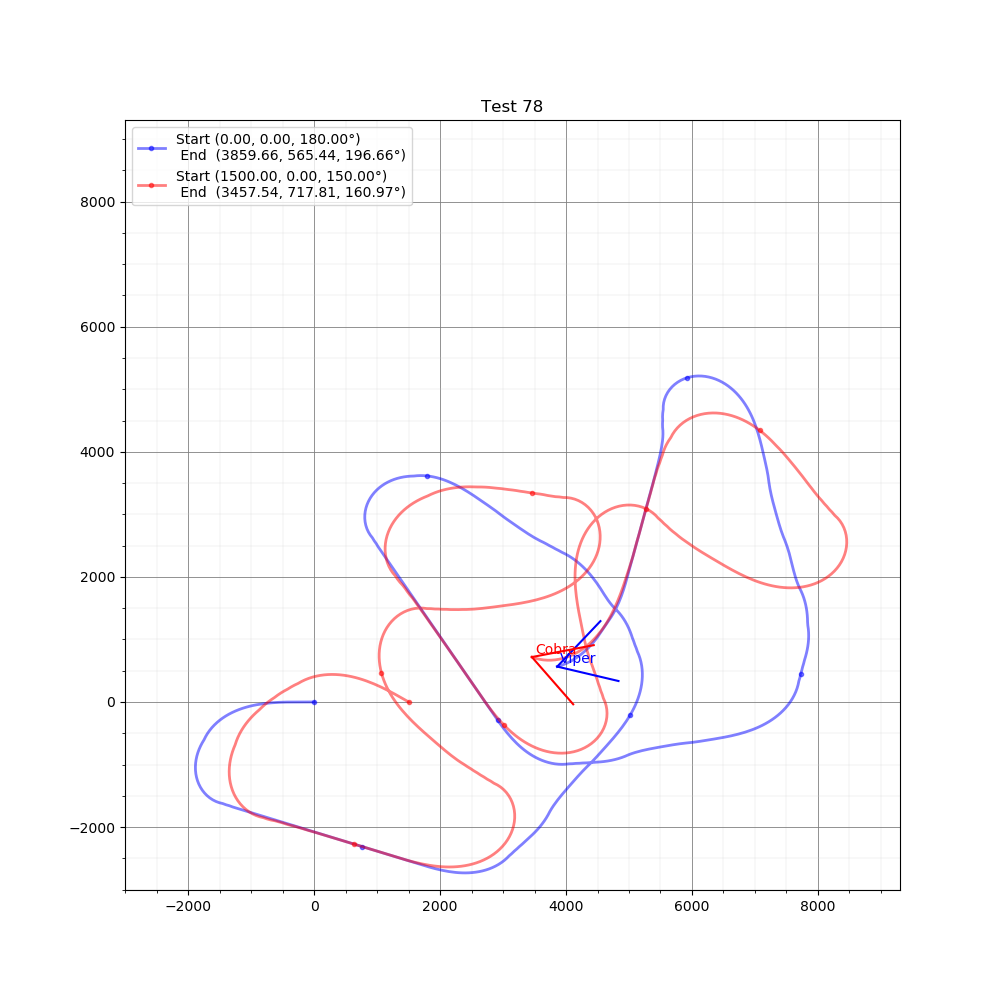 Test 78
Start (0.00, 0.00, 180.00°)
End  (3859.66, 565.44, 196.66°)
Start (1500.00, 0.00, 150.00°)
End  (3457.54, 717.81, 160.97°)
8000
6000
4000
2000
0
−2000
Cobra
Viper
−2000
0
2000
4000
6000
8000